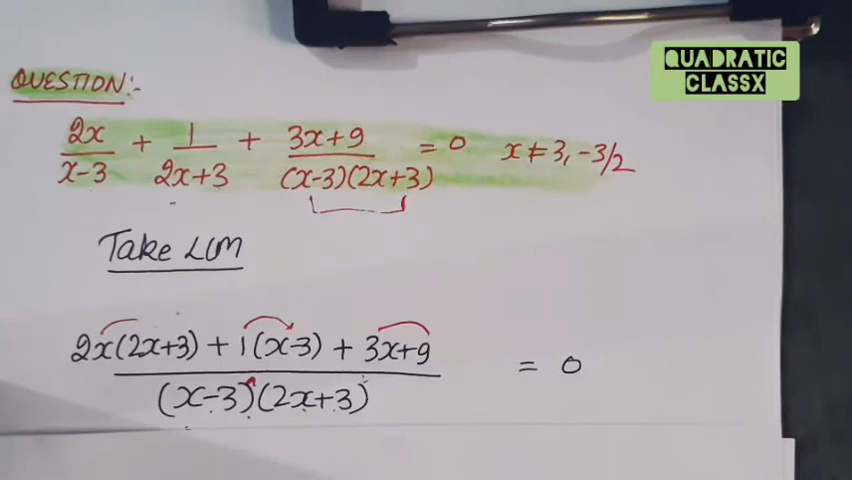 QUADRATIC
CLASSX
QUESTION:-
2x/(x-3) + 1/(2x+3) + (3x+9)/((x-3)(2x+3)) = 0 x ≠ 3, -3/2
Take LCM
(2x(2x+3) + 1(x-3) + 3x+9)/((x-3)(2x+3)) = 0